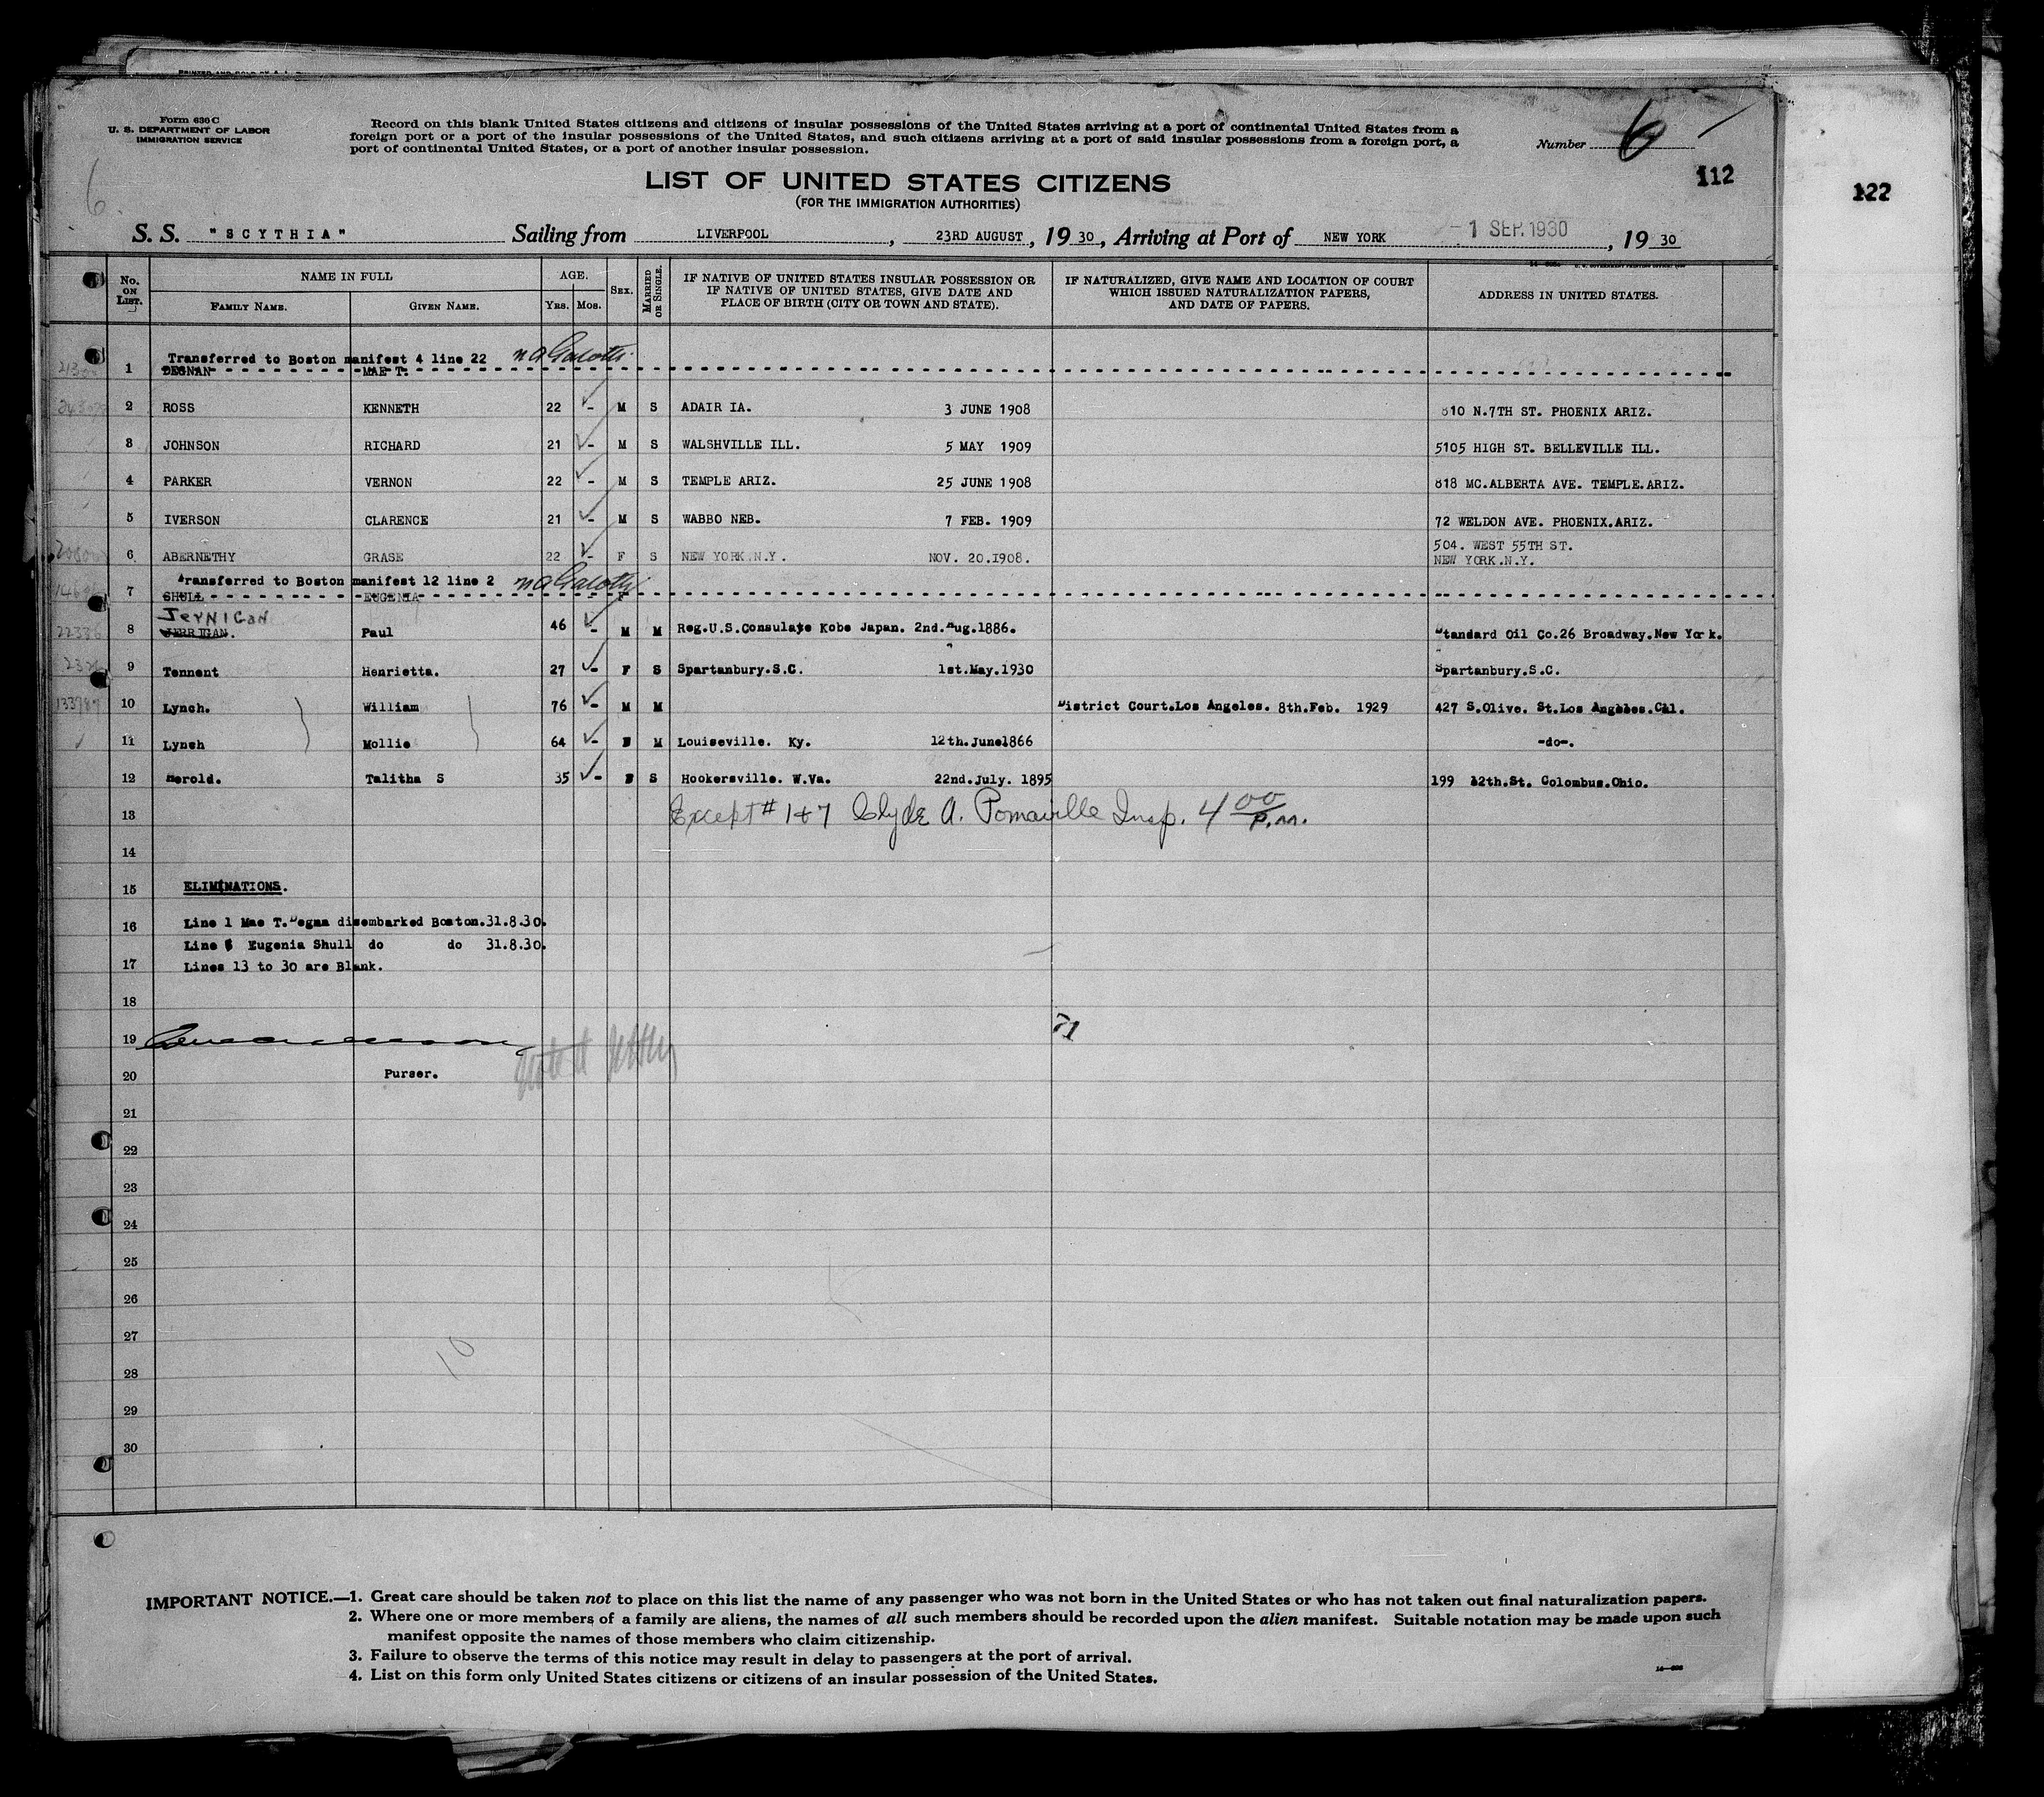 Form 630 C
U. S. DEPARTMENT OF LABOR
IMMIGRATION SERVICE
Record on this blank United States citizens and citizens of insular possessions of the United States arriving at a port of continental United States from a
foreign port or a port of the insular possessions of the United States, and such citizens arriving at a port of said insular possessions from a foreign port, a
port of continental United States, or a port of another insular possession.
Number 6
112
122
6
LIST OF UNITED STATES CITIZENS
(FOR THE IMMIGRATION AUTHORITIES)
S. S. "SCYTHIA" Sailing from LIVERPOOL, 23RD AUGUST, 19 30, Arriving at Port of NEW YORK -1 SEP. 1930, 19 30
No. ON LIST. NAME IN FULL FAMILY NAME. GIVEN NAME. AGE. YRS. MOS. SEX. MARRIED OR SINGLE. IF NATIVE OF UNITED STATES INSULAR POSSESSION OR IF NATIVE OF UNITED STATES, GIVE DATE AND PLACE OF BIRTH (CITY OR TOWN AND STATE). IF NATURALIZED, GIVE NAME AND LOCATION OF COURT WHICH ISSUED NATURALIZATION PAPERS, AND DATE OF PAPERS. ADDRESS IN UNITED STATES.
Transferred to Boston manifest 4 line 22
1 DEGNAN MAE T.
2 ROSS KENNETH 22 - M S ADAIR IA. 3 JUNE 1908 810 N.7TH ST. PHOENIX ARIZ.
3 JOHNSON RICHARD 21 - M S WALSHVILLE ILL. 5 MAY 1909 5105 HIGH ST. BELLEVILLE ILL.
4 PARKER VERNON 22 - M S TEMPLE ARIZ. 25 JUNE 1908 818 MC.ALBERTA AVE. TEMPLE.ARIZ.
5 IVERSON CLARENCE 21 - M S WABBO NEB. 7 FEB. 1909 72 WELDON AVE. PHOENIX.ARIZ.
6 ABERNETHY GRASE 22 - F S NEW YORK.N.Y. NOV. 20.1908. 504. WEST 55TH ST.
NEW YORK.N.Y.
Transferred to Boston manifest 12 line 2
7 SHULL EUGENIA F
JerNIGaN
8 JERRIGAN. Paul 46 - M M Reg.U.S.Consulate Kobe Japan. 2nd.Aug.1886. Standard Oil Co.26 Broadway.New York.
9 Tennent Henrietta. 27 - F S Spartanbury.S.C. 1st.May.1930 Spartanbury.S.C.
10 Lynch. William 76 - M M District Court.Los Angeles. 8th.Feb. 1929 427 S.Olive. St.Los Angeles.Cal.
11 Lynch Mollie 64 - F M Louiseville. Ky. 12th.June1866 -do-.
12 Herold. Talitha S 35 - F S Hookersville. W.Va. 22nd.July. 1895 199 12th.St. Colombus.Ohio.
13 Except #1&7 Clyde A. Pomaville Insp. 4 00 p.m.
14
15 ELIMINATIONS.
16 Line 1 Mae T.Degna disembarked Boston.31.8.30.
Line 6 Eugenia Shull do do 31.8.30.
17 Lines 13 to 30 are Blank.
18
71
19
20 Purser.
21
22
23
24
25
26
27
10
28
29
30
IMPORTANT NOTICE.—1. Great care should be taken not to place on this list the name of any passenger who was not born in the United States or who has not taken out final naturalization papers.
2. Where one or more members of a family are aliens, the names of all such members should be recorded upon the alien manifest. Suitable notation may be made upon such
manifest opposite the names of those members who claim citizenship.
3. Failure to observe the terms of this notice may result in delay to passengers at the port of arrival.
4. List on this form only United States citizens or citizens of an insular possession of the United States.